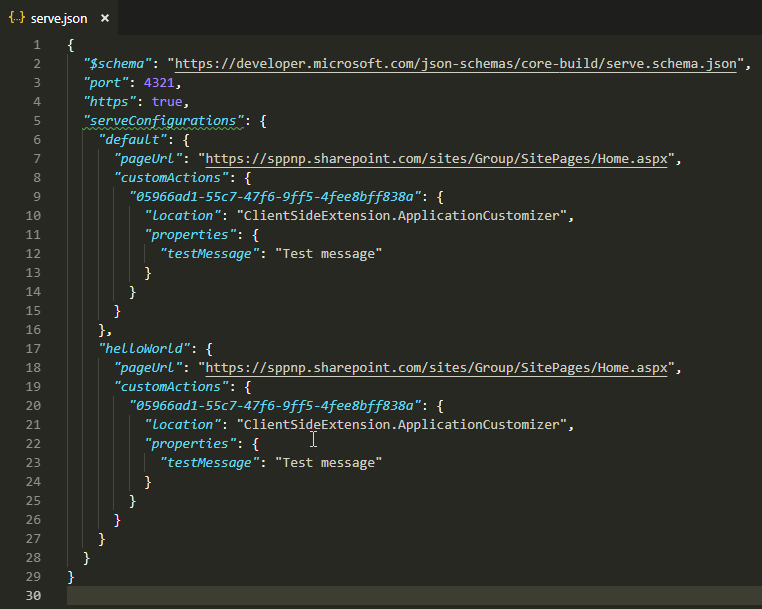 {..} serve.json ×
1 {
2 "$schema": "https://developer.microsoft.com/json-schemas/core-build/serve.schema.json",
3 "port": 4321,
4 "https": true,
5 "serveConfigurations": {
6 "default": {
7 "pageUrl": "https://sppnp.sharepoint.com/sites/Group/SitePages/Home.aspx",
8 "customActions": {
9 "05966ad1-55c7-47f6-9ff5-4fee8bff838a": {
10 "location": "ClientSideExtension.ApplicationCustomizer",
11 "properties": {
12 "testMessage": "Test message"
13 }
14 }
15 }
16 },
17 "helloWorld": {
18 "pageUrl": "https://sppnp.sharepoint.com/sites/Group/SitePages/Home.aspx",
19 "customActions": {
20 "05966ad1-55c7-47f6-9ff5-4fee8bff838a": {
21 "location": "ClientSideExtension.ApplicationCustomizer",
22 "properties": {
23 "testMessage": "Test message"
24 }
25 }
26 }
27 }
28 }
29 }
30